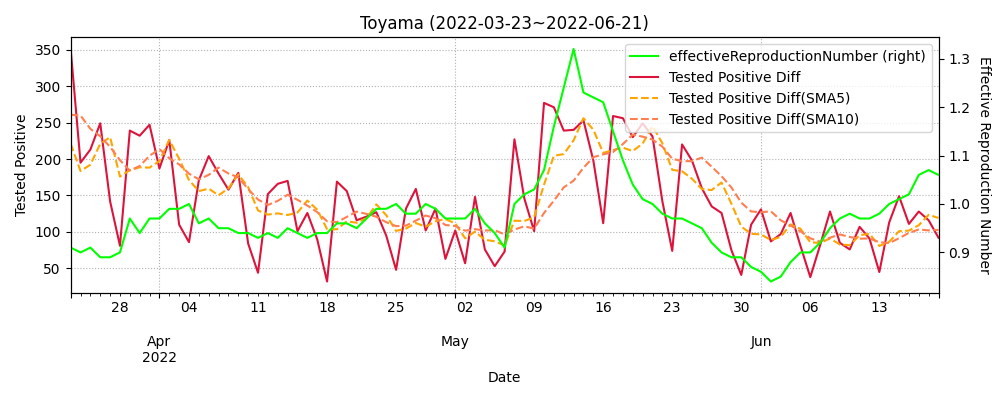 Toyama (2022-03-23~2022-06-21)
effectiveReproductionNumber (right)
Tested Positive Diff
Tested Positive Diff(SMA5)
Tested Positive Diff(SMA10)
Tested Positive
350
300
250
200
150
100
50
1.3
1.2
1.1
1.0
0.9
Effective Reproduction Number
28 04 11 18 25 02 09 16 23 30 06 13
Apr May Jun
2022
Date